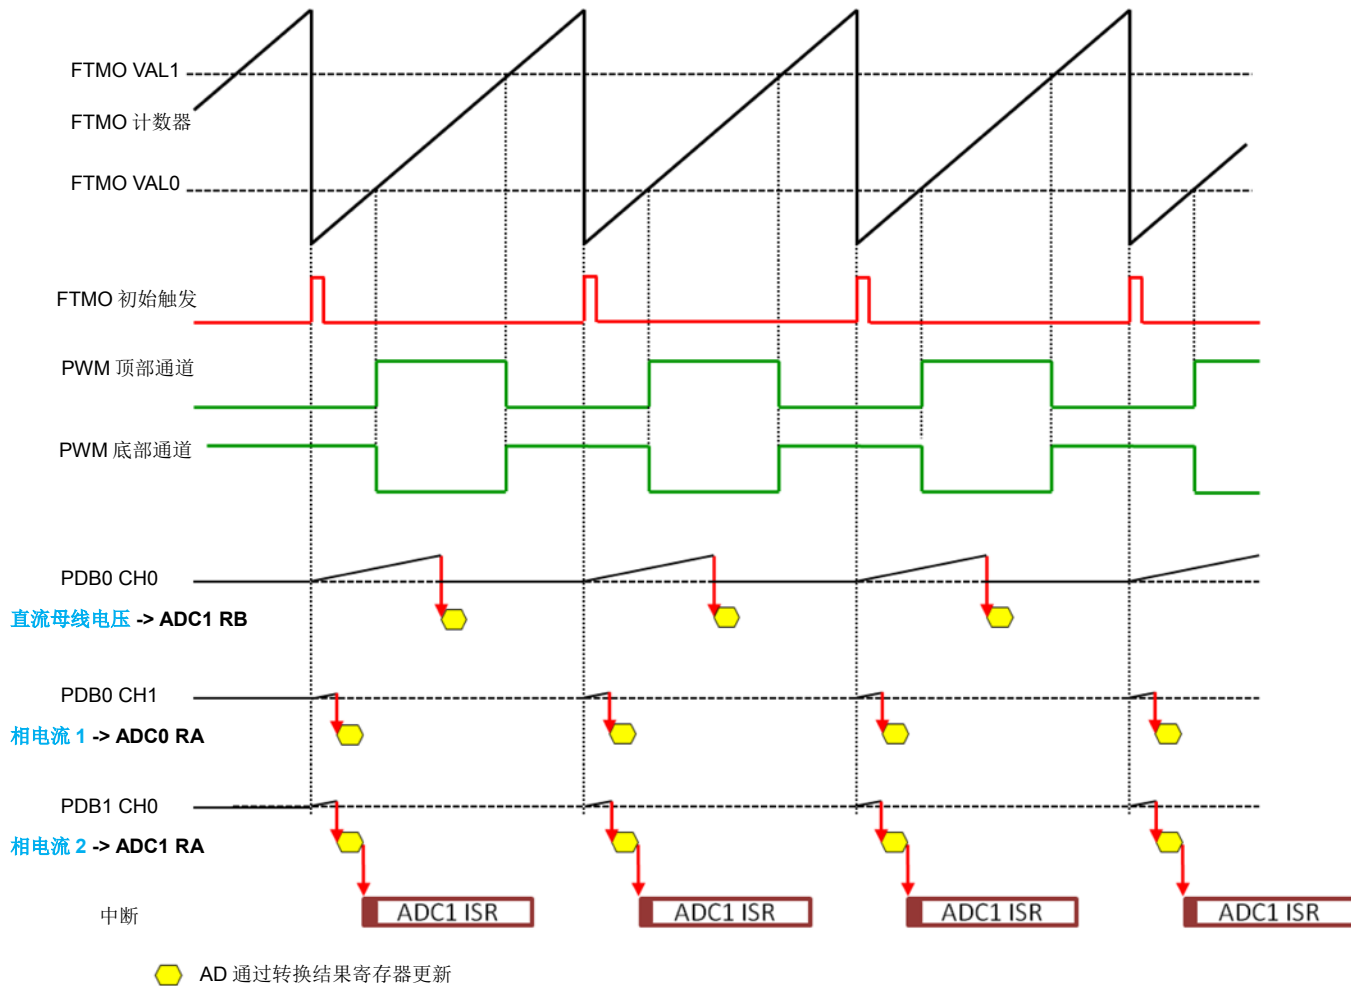 FTMO VAL1
FTMO 计数器
FTMO VAL0
FTMO 初始触发
PWM 顶部通道
PWM 底部通道
PDB0 CH0
直流母线电压 -> ADC1 RB
PDB0 CH1
相电流 1 -> ADC0 RA
PDB1 CH0
相电流 2 -> ADC1 RA
中断
ADC1 ISR
ADC1 ISR
ADC1 ISR
ADC1 ISR
AD 通过转换结果寄存器更新